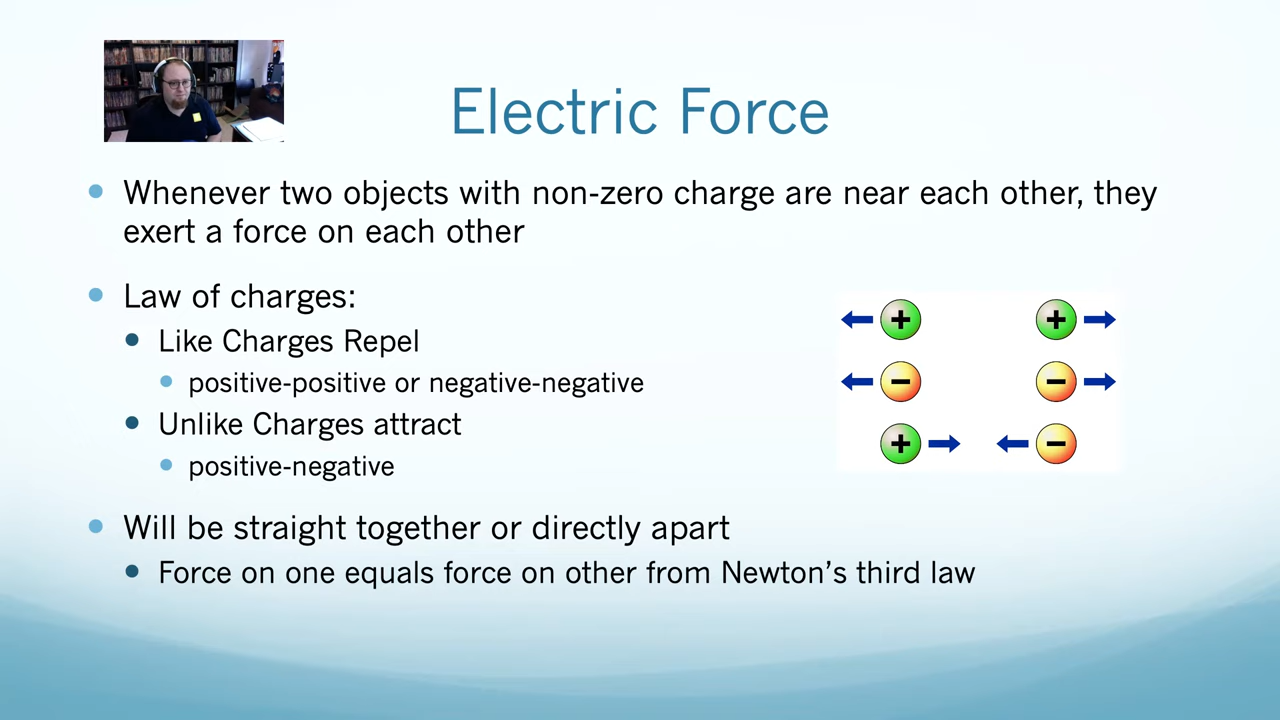 Electric Force
Whenever two objects with non-zero charge are near each other, they
exert a force on each other
Law of charges:
Like Charges Repel
positive-positive or negative-negative
Unlike Charges attract
positive-negative
+ +
− −
+ −
Will be straight together or directly apart
Force on one equals force on other from Newton’s third law